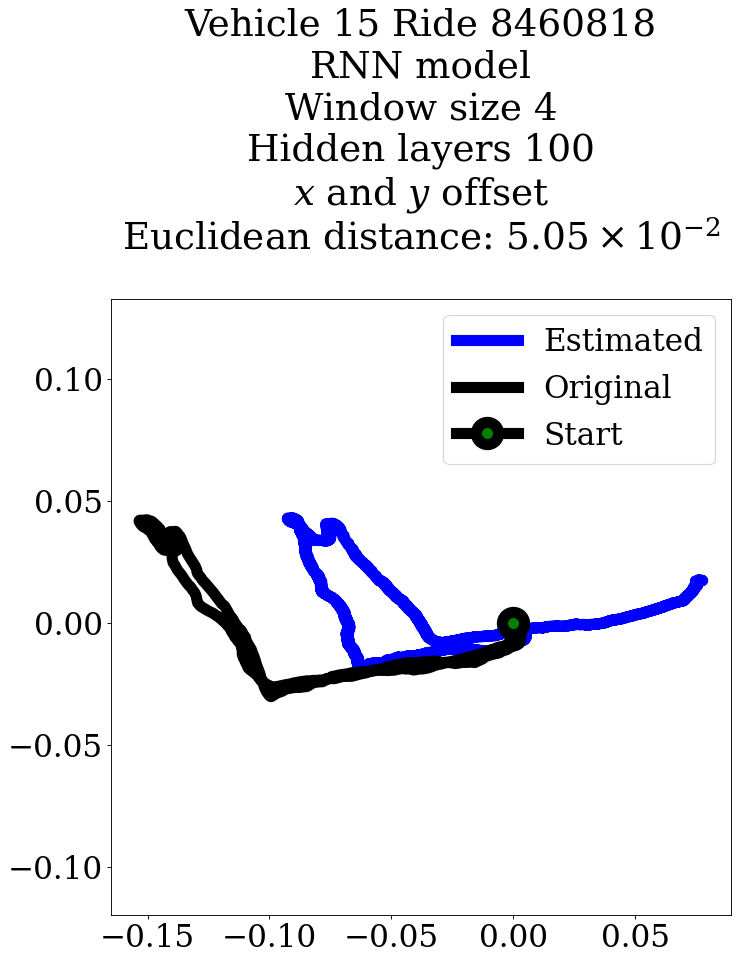 Vehicle 15 Ride 8460818
RNN model
Window size 4
Hidden layers 100
x and y offset
Euclidean distance: 5.05 × 10⁻²
Estimated
Original
Start
0.10
0.05
0.00
−0.05
−0.10
−0.15 −0.10 −0.05 0.00 0.05